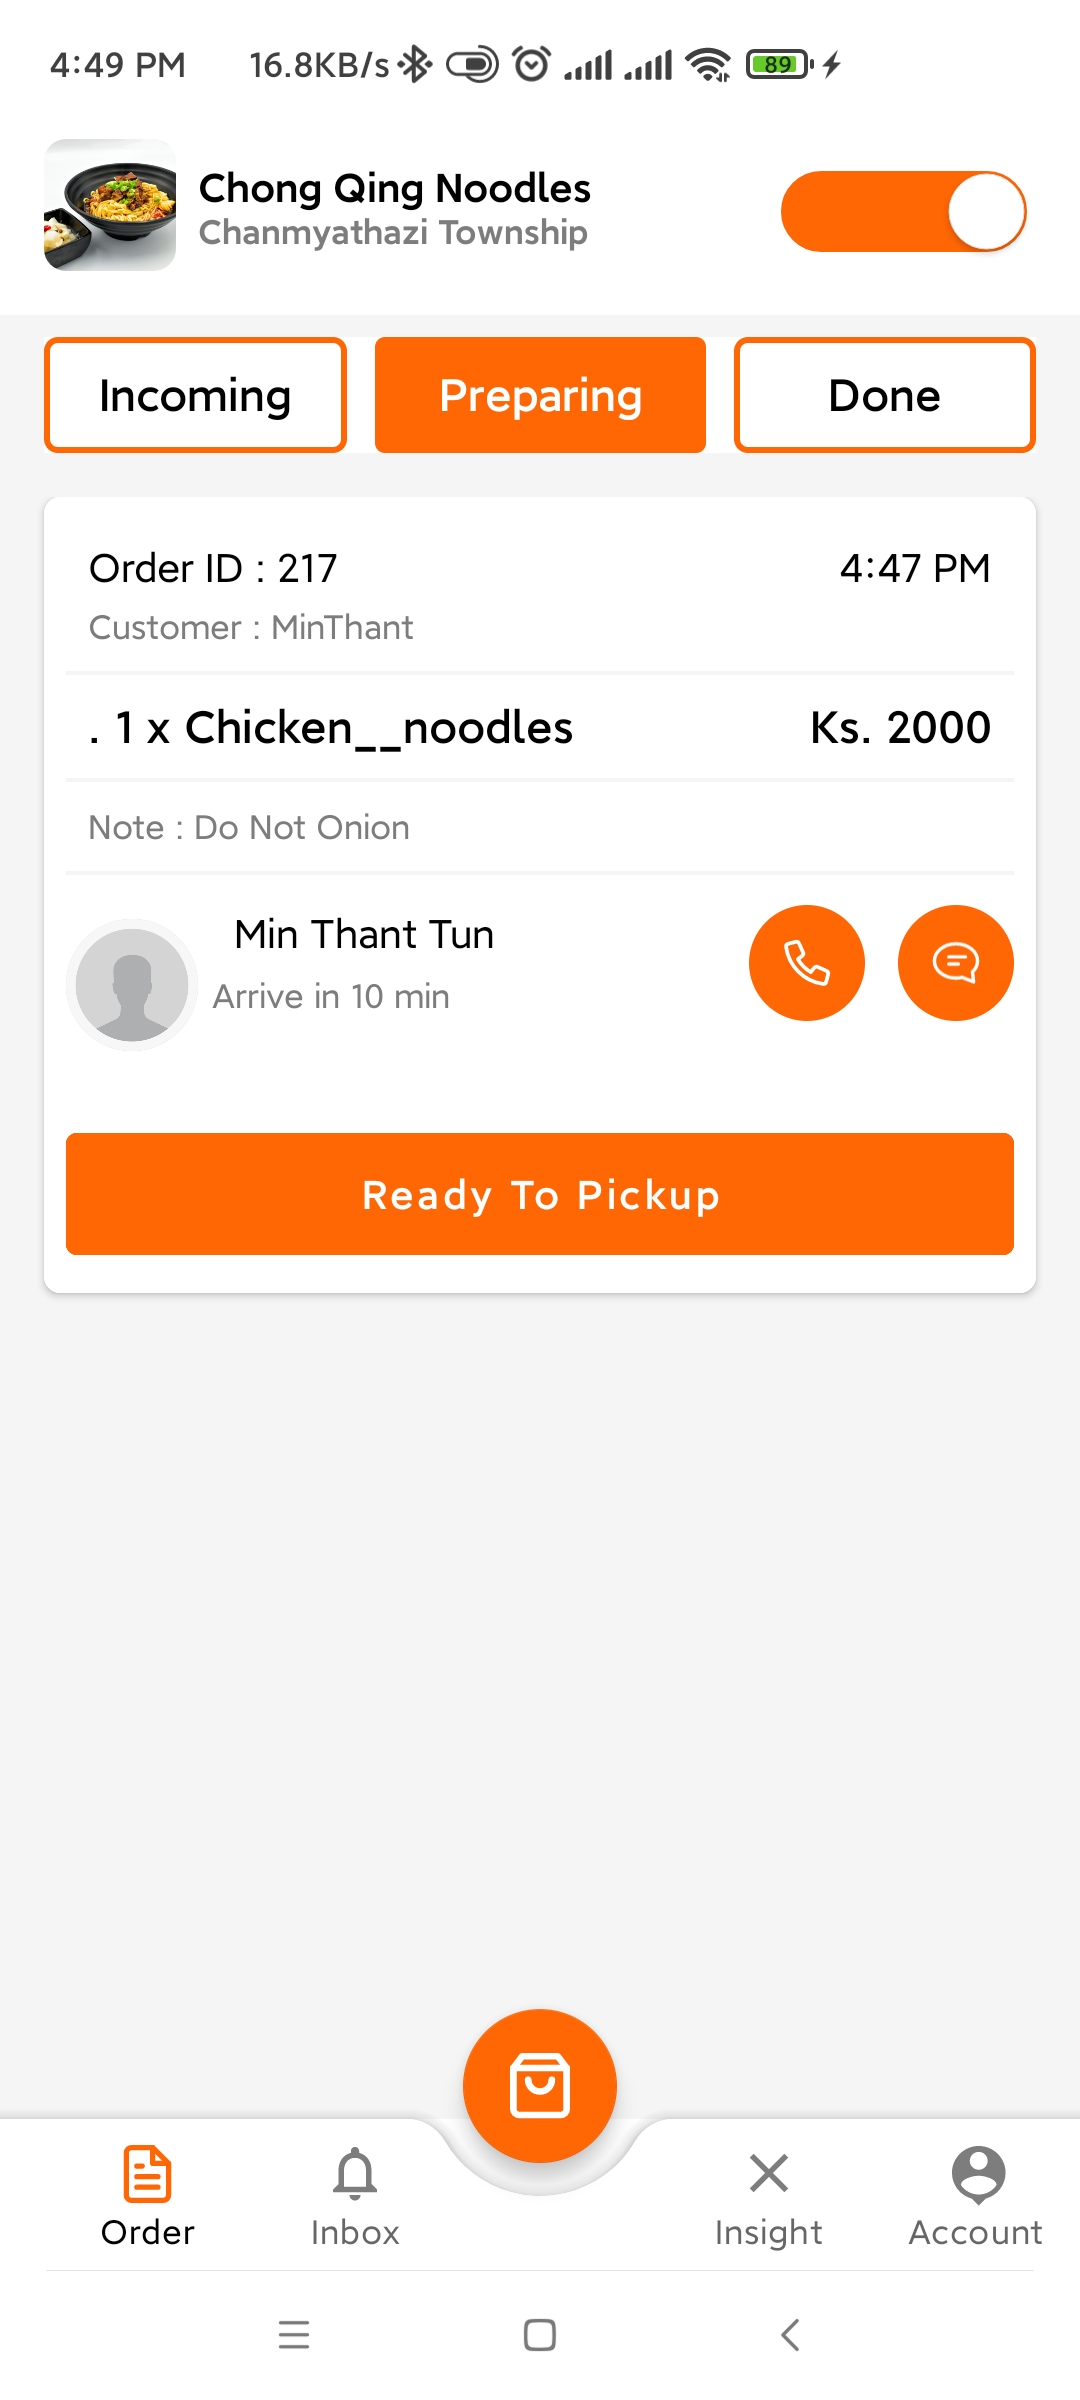 4:49 PM 16.8KB/s 89
Chong Qing Noodles
Chanmyathazi Township
Incoming Preparing Done
Order ID : 217 4:47 PM
Customer : MinThant
. 1 x Chicken__noodles Ks. 2000
Note : Do Not Onion
Min Thant Tun
Arrive in 10 min
Ready To Pickup
Order Inbox Insight Account